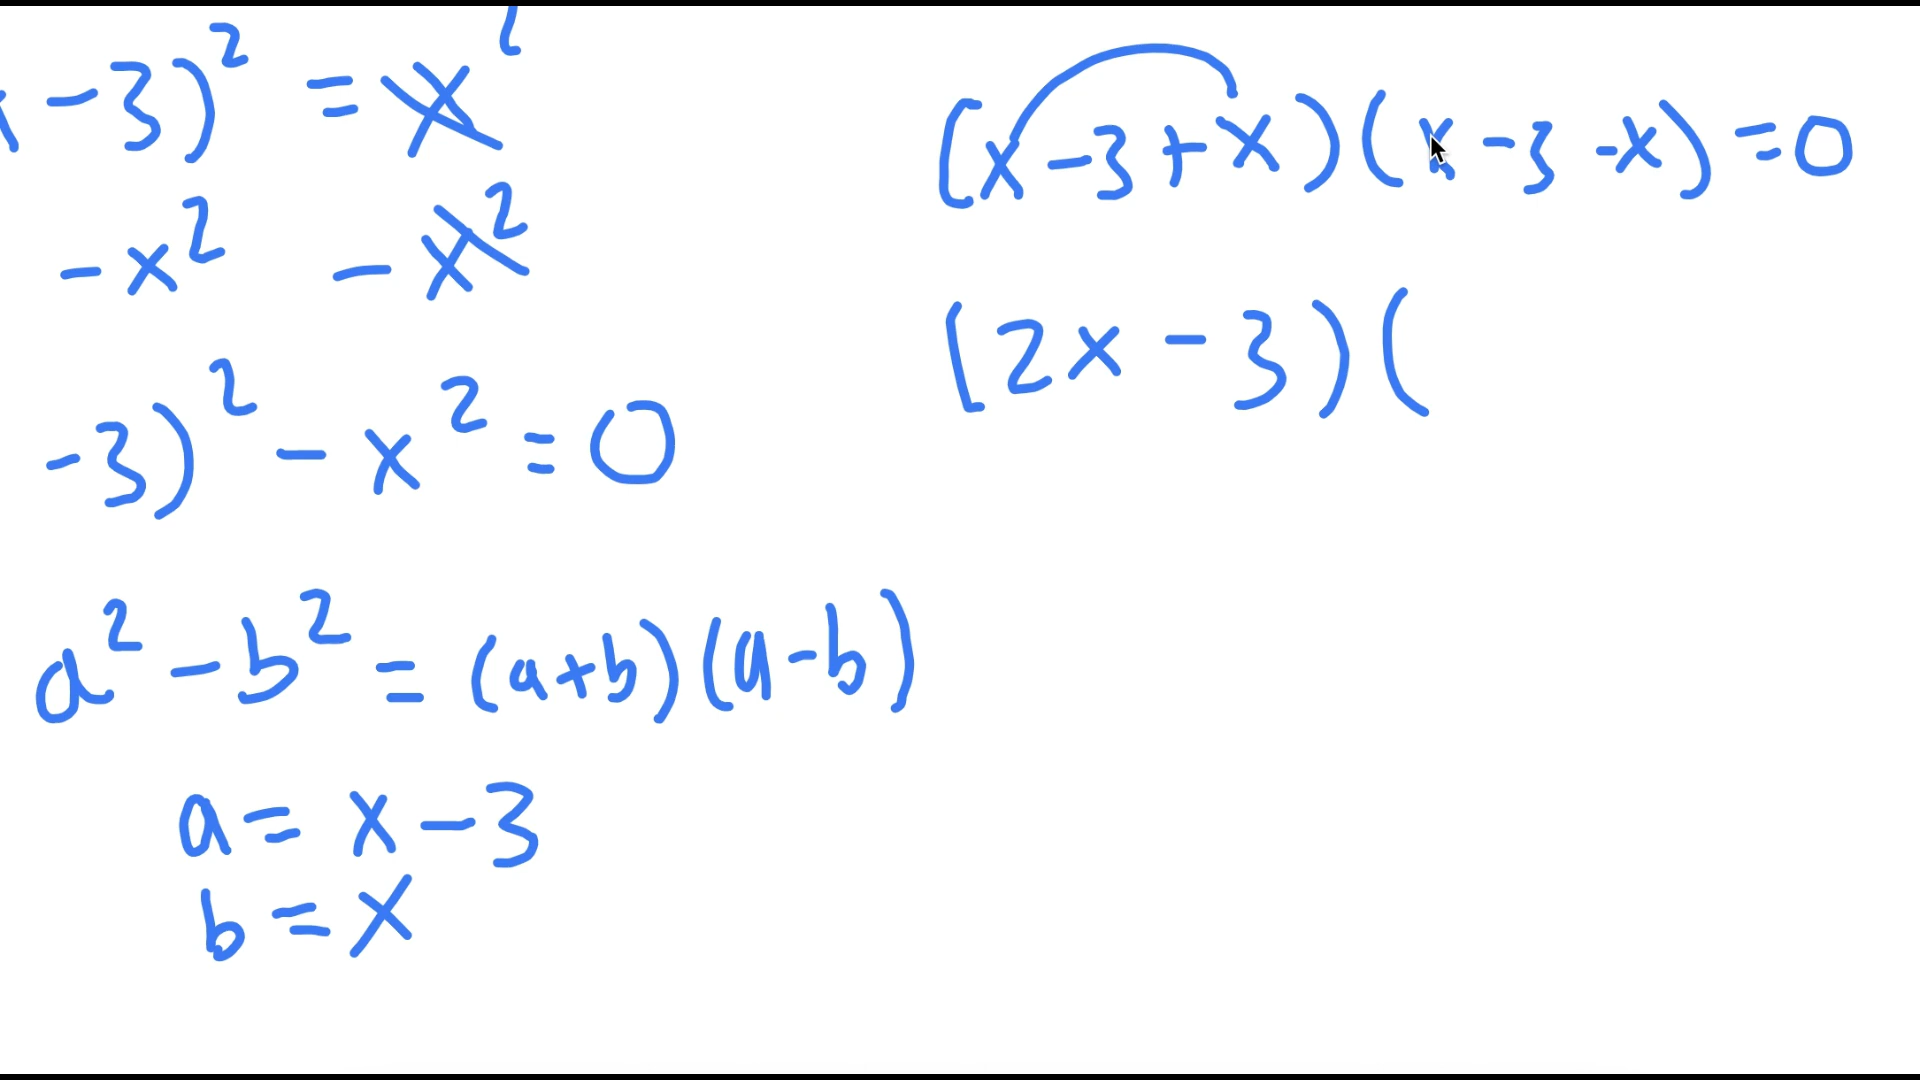 x - 3)² = x²
- x² - x²
-3)² - x² = 0
a² - b² = (a+b)(a-b)
a = x - 3
b = x
(x - 3 + x)(x - 3 - x) = 0
(2x - 3)(